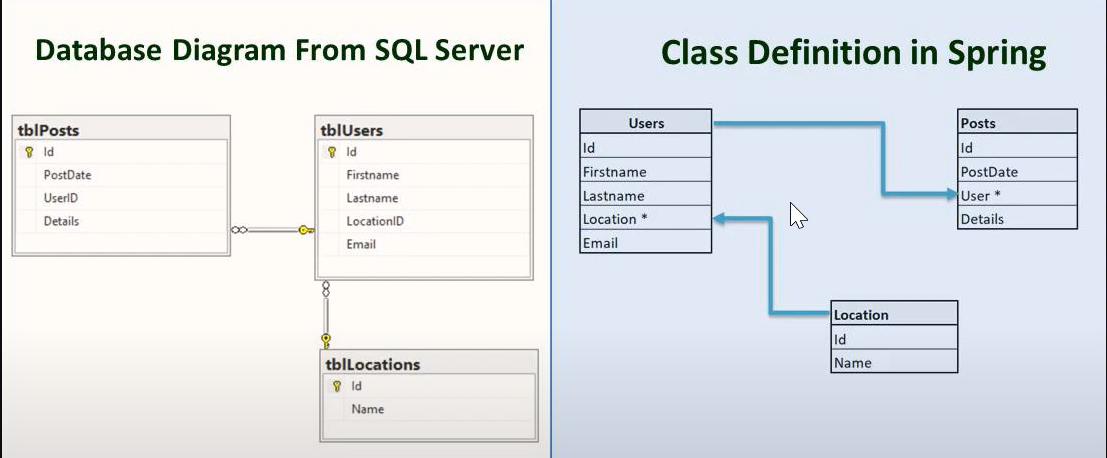 Database Diagram From SQL Server
tblPosts
Id
PostDate
UserID
Details
tblUsers
Id
Firstname
Lastname
LocationID
Email
tblLocations
Id
Name
Class Definition in Spring
Users
Id
Firstname
Lastname
Location *
Email
Posts
Id
PostDate
User *
Details
Location
Id
Name